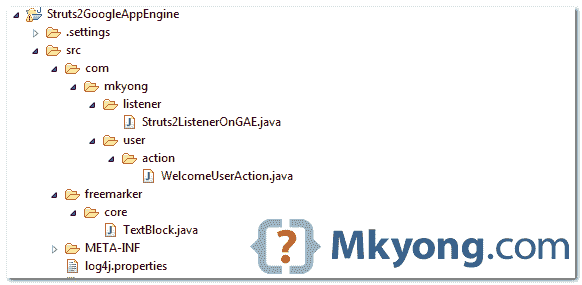 Struts2GoogleAppEngine
.settings
src
com
mkyong
listener
Struts2ListenerOnGAE.java
user
action
WelcomeUserAction.java
freemarker
core
TextBlock.java
META-INF
log4j.properties
{?} Mkyong.com